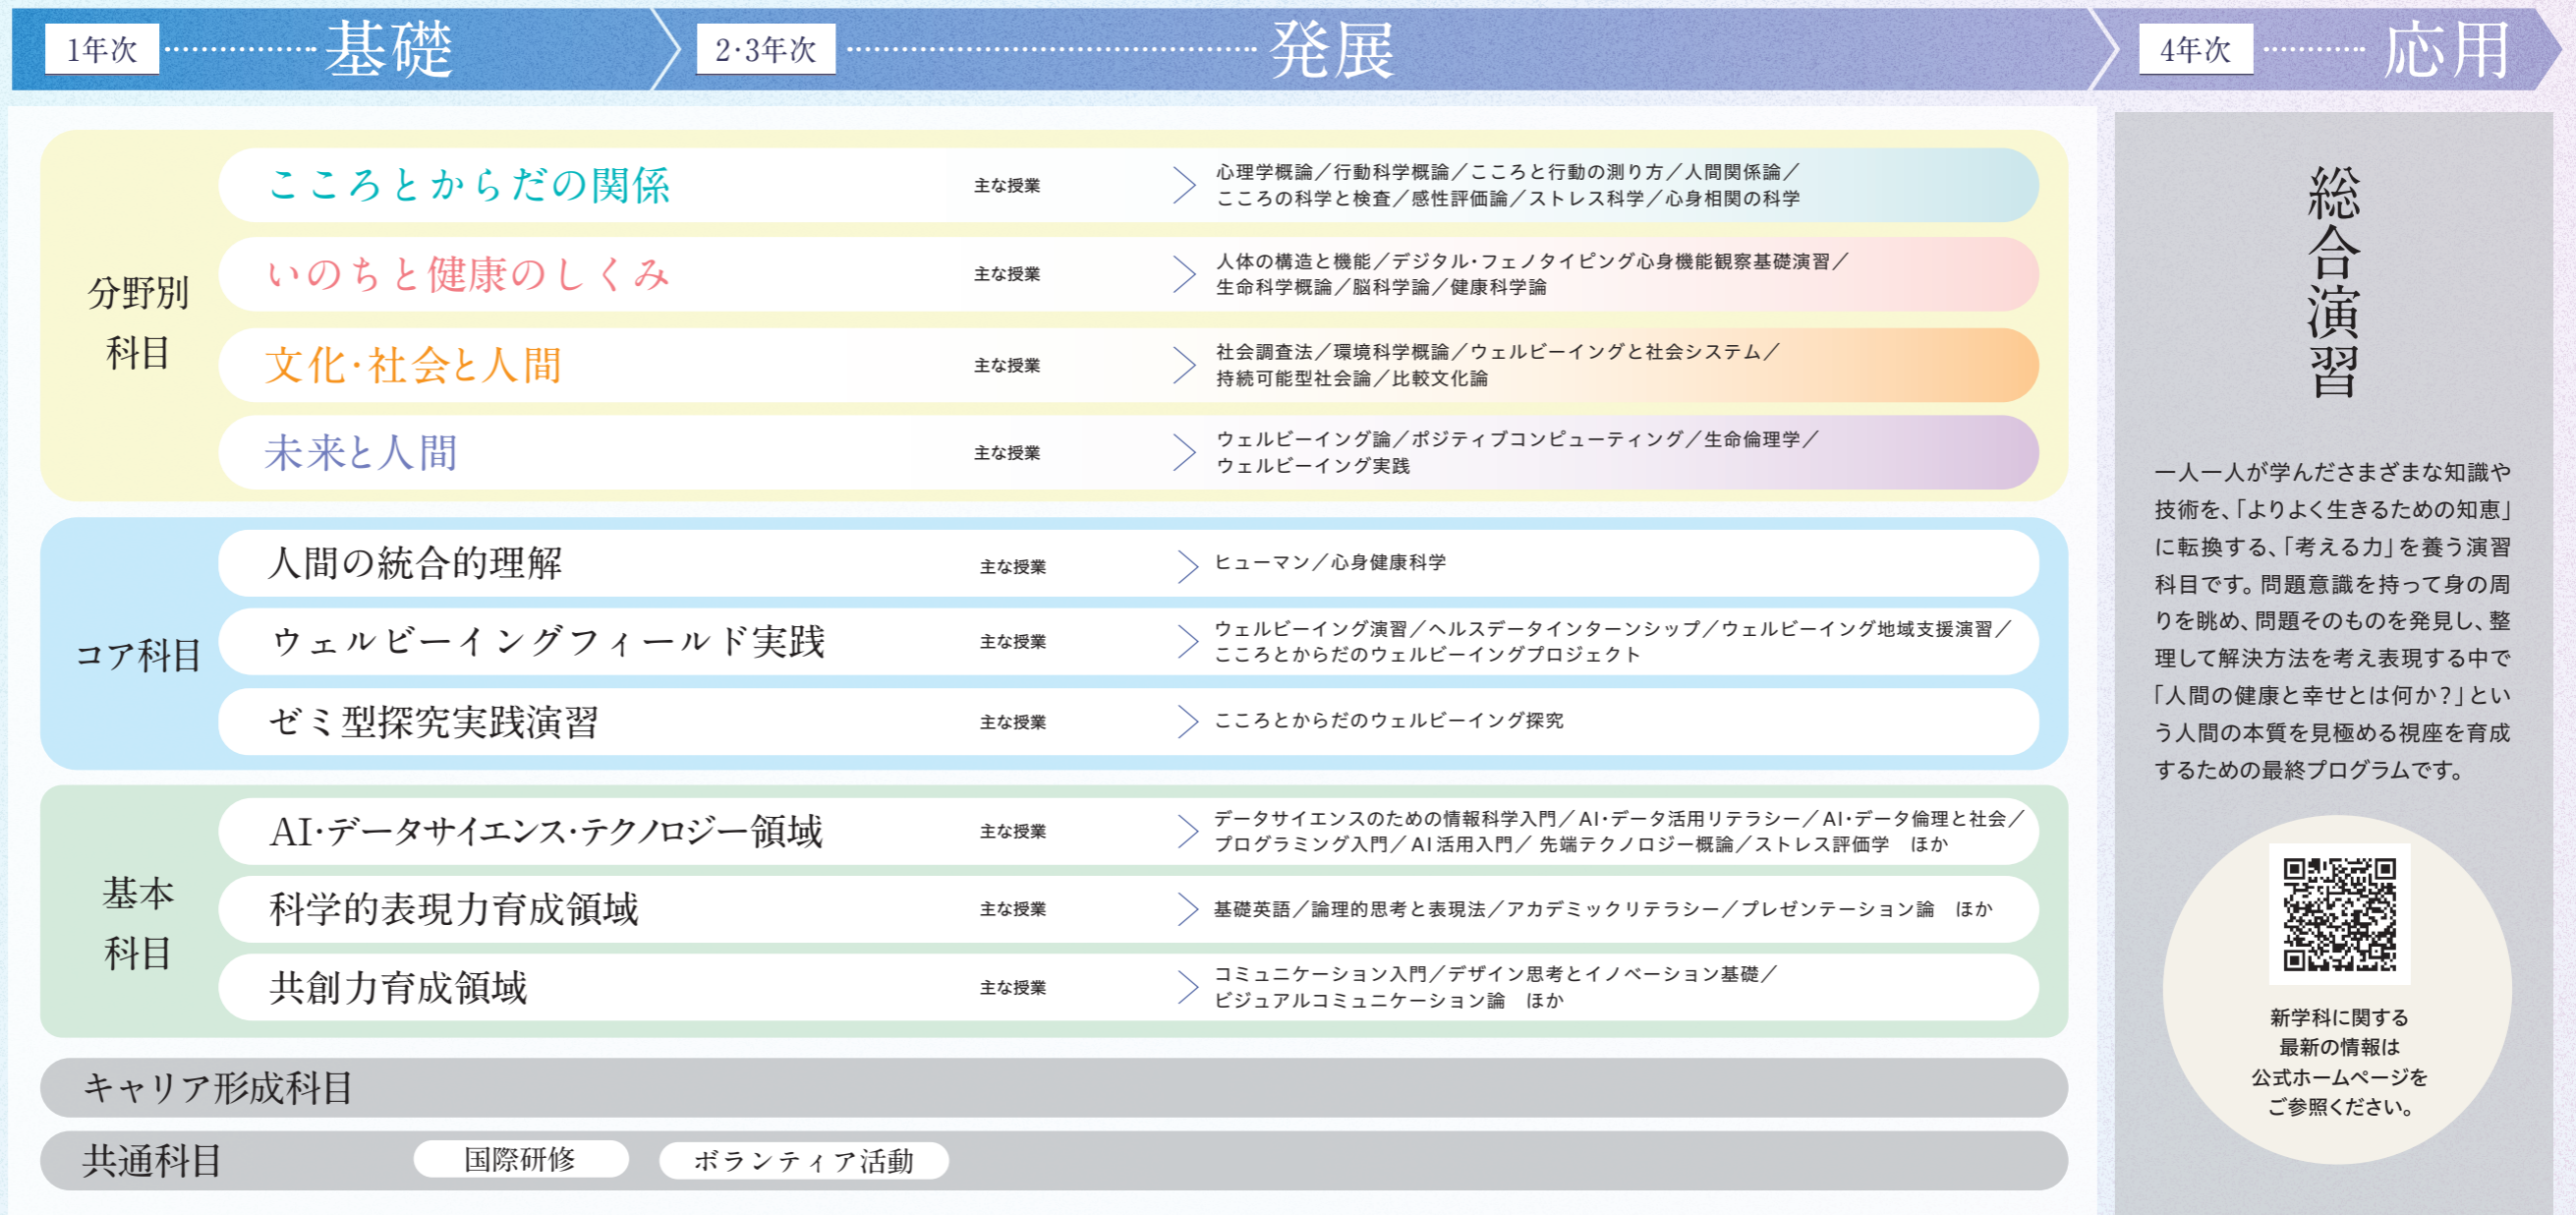 1年次
基礎
2・3年次
発展
4年次
応用
分野別
科目
こころとからだの関係
主な授業
心理学概論／行動科学概論／こころと行動の測り方／人間関係論／
こころの科学と検査／感性評価論／ストレス科学／心身相関の科学
いのちと健康のしくみ
主な授業
人体の構造と機能／デジタル・フェノタイピング心身機能観察基礎演習／
生命科学概論／脳科学論／健康科学論
文化・社会と人間
主な授業
社会調査法／環境科学概論／ウェルビーイングと社会システム／
持続可能型社会論／比較文化論
未来と人間
主な授業
ウェルビーイング論／ポジティブコンピューティング／生命倫理学／
ウェルビーイング実践
コア科目
人間の統合的理解
主な授業
ヒューマン／心身健康科学
ウェルビーイングフィールド実践
主な授業
ウェルビーイング演習／ヘルスデータインターンシップ／ウェルビーイング地域支援演習／
こころとからだのウェルビーイングプロジェクト
ゼミ型探究実践演習
主な授業
こころとからだのウェルビーイング探究
基本
科目
AI・データサイエンス・テクノロジー領域
主な授業
データサイエンスのための情報科学入門／AI・データ活用リテラシー／AI・データ倫理と社会／
プログラミング入門／AI活用入門／ 先端テクノロジー概論／ストレス評価学　ほか
科学的表現力育成領域
主な授業
基礎英語／論理的思考と表現法／アカデミックリテラシー／プレゼンテーション論　ほか
共創力育成領域
主な授業
コミュニケーション入門／デザイン思考とイノベーション基礎／
ビジュアルコミュニケーション論　ほか
キャリア形成科目
共通科目
国際研修
ボランティア活動
総合演習
一人一人が学んださまざまな知識や
技術を、「よりよく生きるための知恵」
に転換する、「考える力」を養う演習
科目です。問題意識を持って身の周
りを眺め、問題そのものを発見し、整
理して解決方法を考え表現する中で
「人間の健康と幸せとは何か？」とい
う人間の本質を見極める視座を育成
するための最終プログラムです。
新学科に関する
最新の情報は
公式ホームページを
ご参照ください。